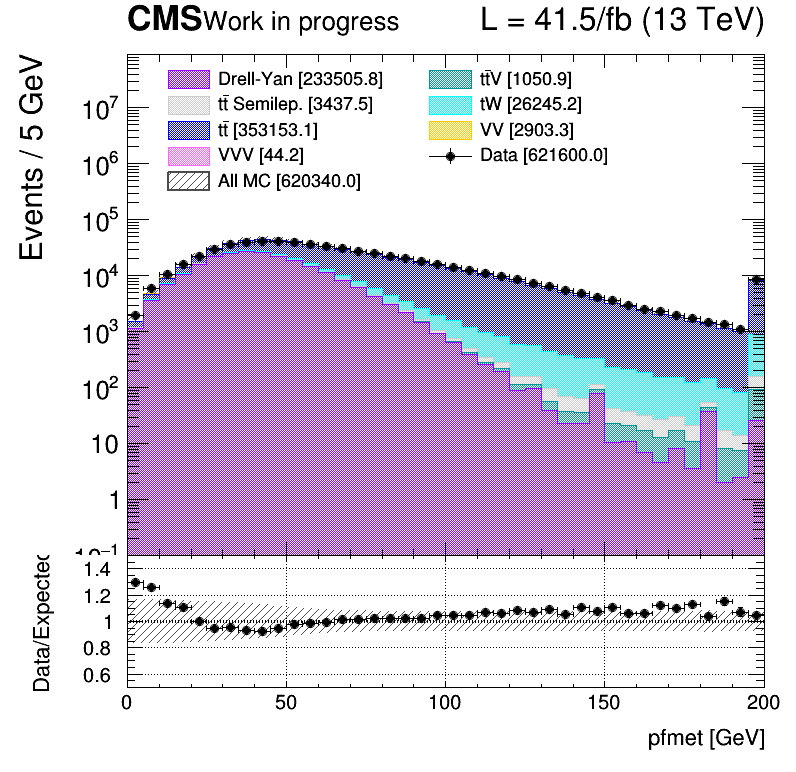 CMS Work in progress L = 41.5/fb (13 TeV)
Drell-Yan [233505.8] tt̄V [1050.9]
tt̄ Semilep. [3437.5] tW [26245.2]
tt̄ [353153.1] VV [2903.3]
VVV [44.2] Data [621600.0]
All MC [620340.0]
Events / 5 GeV
10⁷
10⁶
10⁵
10⁴
10³
10²
10
1
10⁻¹
Data/Expected
1.4
1.2
1
0.8
0.6
0 50 100 150 200
pfmet [GeV]